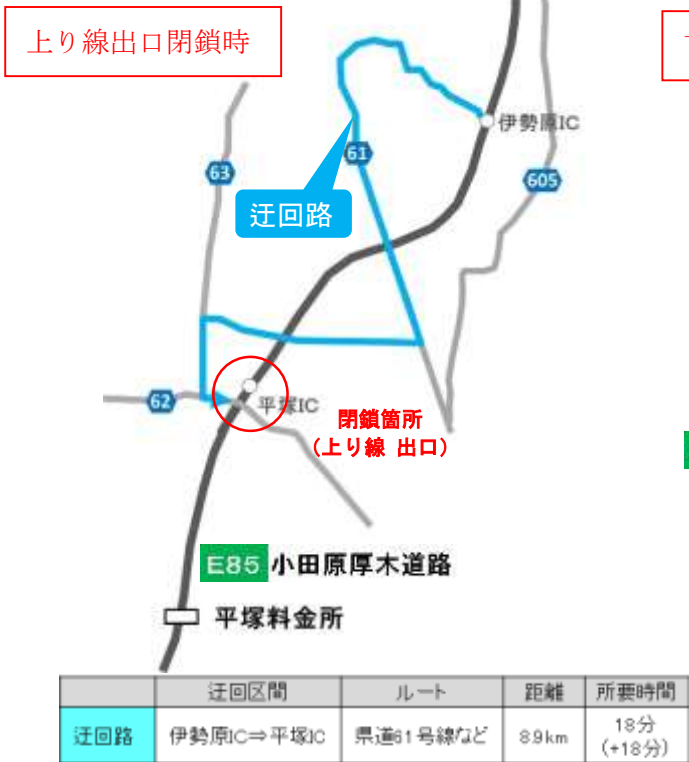 上り線出口閉鎖時
伊勢原IC
61
63
605
迂回路
62
平塚IC
閉鎖箇所
（上り線 出口）
E85 小田原厚木道路
平塚料金所
迂回区間 ルート 距離 所要時間
迂回路 伊勢原IC⇒平塚IC 県道61号線など 8.9km 18分
(+18分)